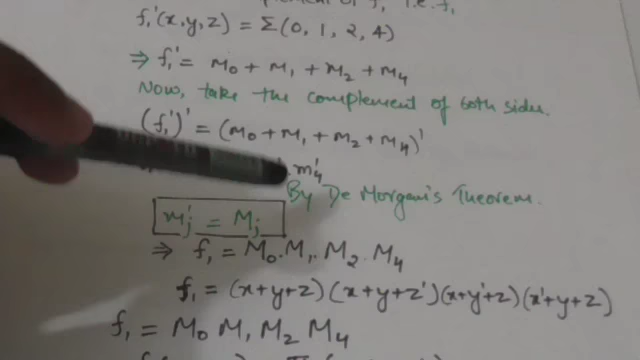 f₁'(x,y,z) = Σ(0, 1, 2, 4)
⇒ f₁' = m₀ + m₁ + m₂ + m₄
Now, take the complement of both sides.
(f₁')' = (m₀ + m₁ + m₂ + m₄)'
. m₄'
By De Morgan's Theorem.
mⱼ' = Mⱼ
⇒ f₁ = M₀. M₁. M₂. M₄
f₁ = (x+y+z) (x+y+z') (x+y'+z) (x'+y+z)
f₁ = M₀ M₁ M₂ M₄